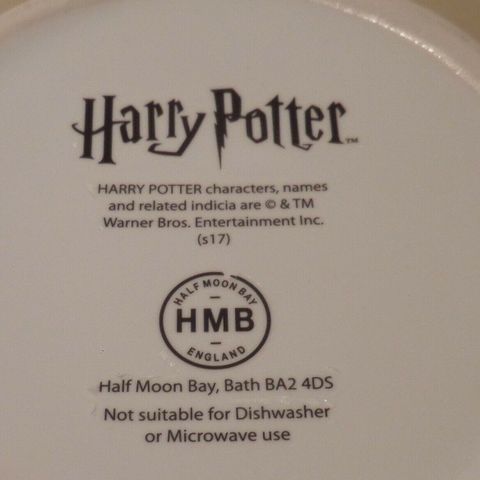 Harry Potter™
HARRY POTTER characters, names
and related indicia are © & TM
Warner Bros. Entertainment Inc.
(s17)
HALF MOON BAY
HMB
ENGLAND
Half Moon Bay, Bath BA2 4DS
Not suitable for Dishwasher
or Microwave use